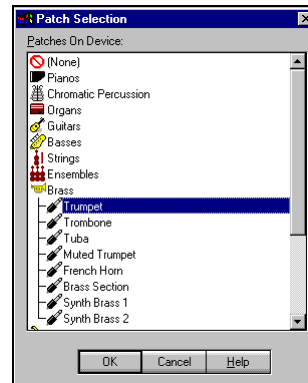 Patch Selection
Patches On Device:
(None)
Pianos
Chromatic Percussion
Organs
Guitars
Basses
Strings
Ensembles
Brass
Trumpet
Trombone
Tuba
Muted Trumpet
French Horn
Brass Section
Synth Brass 1
Synth Brass 2
OK Cancel Help